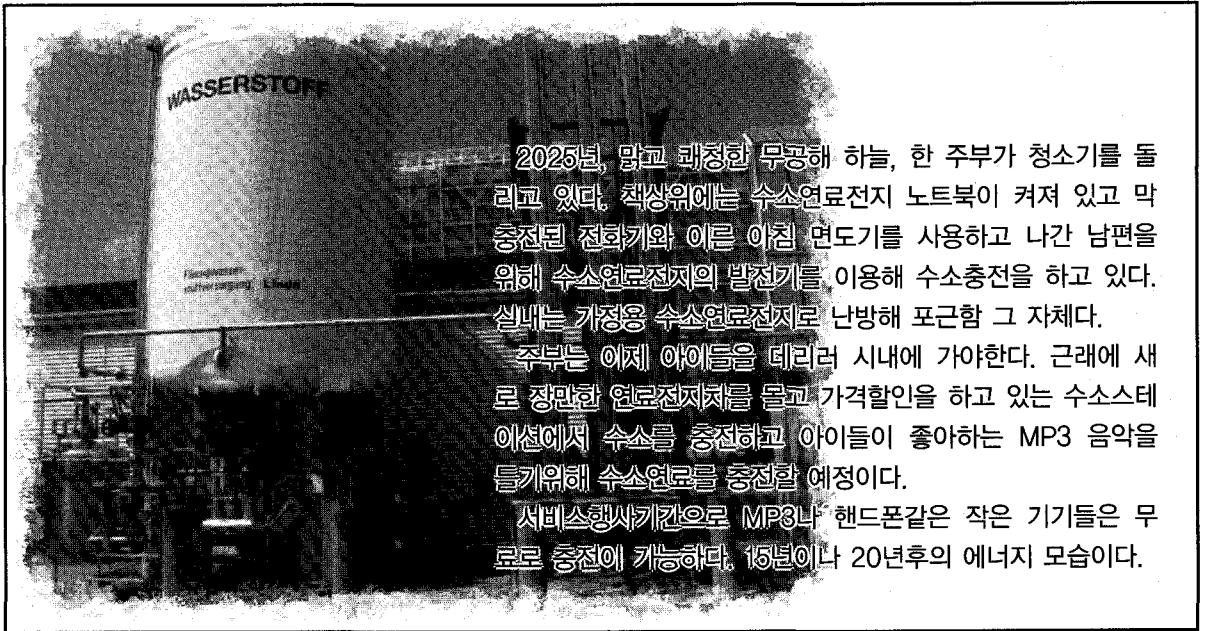 WASSERSTOFF
Linde
2025년, 맑고 쾌청한 무공해 하늘, 한 주부가 청소기를 돌
리고 있다. 책상위에는 수소연료전지 노트북이 켜져 있고 막
충전된 전화기와 이른 아침 면도기를 사용하고 나간 남편을
위해 수소연료전지의 발전기를 이용해 수소충전을 하고 있다.
실내는 가정용 수소연료전지로 난방해 포근함 그 자체다.
주부는 이제 아이들을 데리러 시내에 가야한다. 근래에 새
로 장만한 연료전지차를 몰고 가격할인을 하고 있는 수소스테
이션에서 수소를 충전하고 아이들이 좋아하는 MP3 음악을
듣기위해 수소연료를 충전할 예정이다.
서비스행사기간으로 MP3나 핸드폰같은 작은 기기들은 무
료로 충전이 가능하다. 15년이나 20년후의 에너지 모습이다.